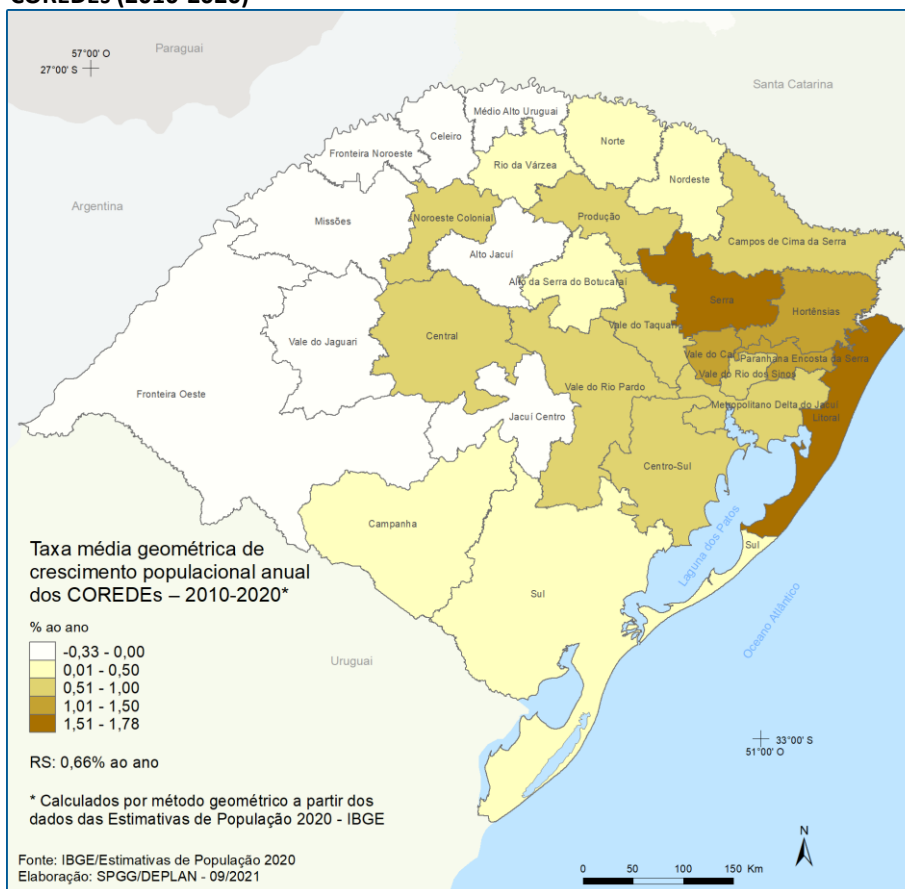 COREDEs (2010-2020)
57°00' O
27°00' S
Paraguai
Santa Catarina
Argentina
Uruguai
Médio Alto Uruguai
Celeiro
Norte
Fronteira Noroeste
Rio da Várzea
Nordeste
Missões
Noroeste Colonial
Produção
Campos de Cima da Serra
Alto Jacuí
Alto da Serra do Botucaraí
Serra
Hortênsias
Vale do Taquari
Central
Vale do Jaguari
Vale do Caí
Paranhana Encosta da Serra
Vale do Rio dos Sinos
Fronteira Oeste
Vale do Rio Pardo
Jacuí Centro
Metropolitano Delta do Jacuí
Litoral
Centro-Sul
Campanha
Sul
Sul
Laguna dos Patos
Oceano Atlântico
Taxa média geométrica de
crescimento populacional anual
dos COREDEs – 2010-2020*
% ao ano
-0,33 - 0,00
0,01 - 0,50
0,51 - 1,00
1,01 - 1,50
1,51 - 1,78
RS: 0,66% ao ano
* Calculados por método geométrico a partir dos
dados das Estimativas de População 2020 - IBGE
Fonte: IBGE/Estimativas de População 2020
Elaboração: SPGG/DEPLAN - 09/2021
33°00' S
51°00' O
N
0 50 100 150 Km